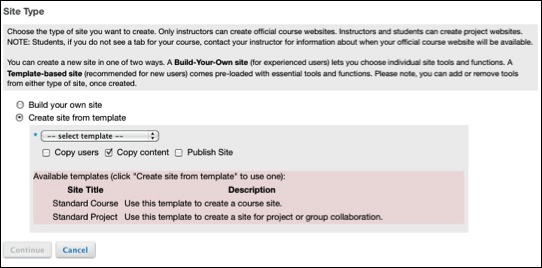 Site Type
Choose the type of site you want to create. Only instructors can create official course websites. Instructors and students can create project websites.
NOTE: Students, if you do not see a tab for your course, contact your instructor for information about when your official course website will be available.
You can create a new site in one of two ways. A Build-Your-Own site (for experienced users) lets you choose individual site tools and functions. A
Template-based site (recommended for new users) comes pre-loaded with essential tools and functions. Please note, you can add or remove tools
from either type of site, once created.
Build your own site
Create site from template
* -- select template --
Copy users Copy content Publish Site
Available templates (click "Create site from template" to use one):
Site Title Description
Standard Course Use this template to create a course site.
Standard Project Use this template to create a site for project or group collaboration.
Continue Cancel